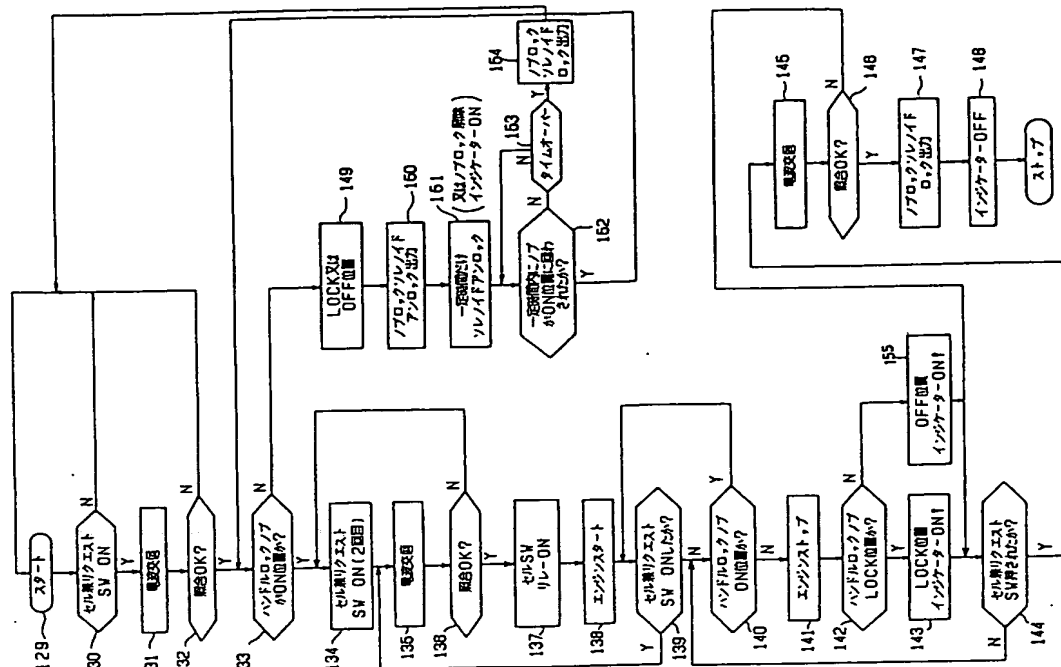 129
スタート
30
セル兼リクエスト
SW ON
N
Y
31
電波交信
32
照合OK?
N
Y
33
ハンドルロックノブ
がON位置か?
N
Y
134
セル兼リクエスト
SW ON(2回目)
135
電波交信
138
照合OK?
N
Y
137
セルSW
リレーON
138
エンジンスタート
139
セル兼リクエスト
SW ONしたか?
Y
N
140
ハンドルロックノブ
ON位置か?
Y
N
141
エンジンストップ
142
ハンドルロックノブ
LOCK位置か?
N
Y
143
LOCK位置
インジケーターON!
155
OFF位置
インジケーターON!
144
セル兼リクエスト
SW押されたか?
N
Y
149
LOCK又は
OFF位置
160
ノブロックソレノイド
アンロック出力
161
一定時間だけ
ソレノイドアンロック
(又はノブロック解除
インジケーターON)
162
一定時間内にノブ
がON位置に回わ
されたか?
N
Y
163
タイムオーバー
N
Y
164
ノブロック
ソレノイド
ロック出力
145
電波交信
148
照合OK?
N
Y
147
ノブロックソレノイド
ロック出力
148
インジケーターOFF
ストップ